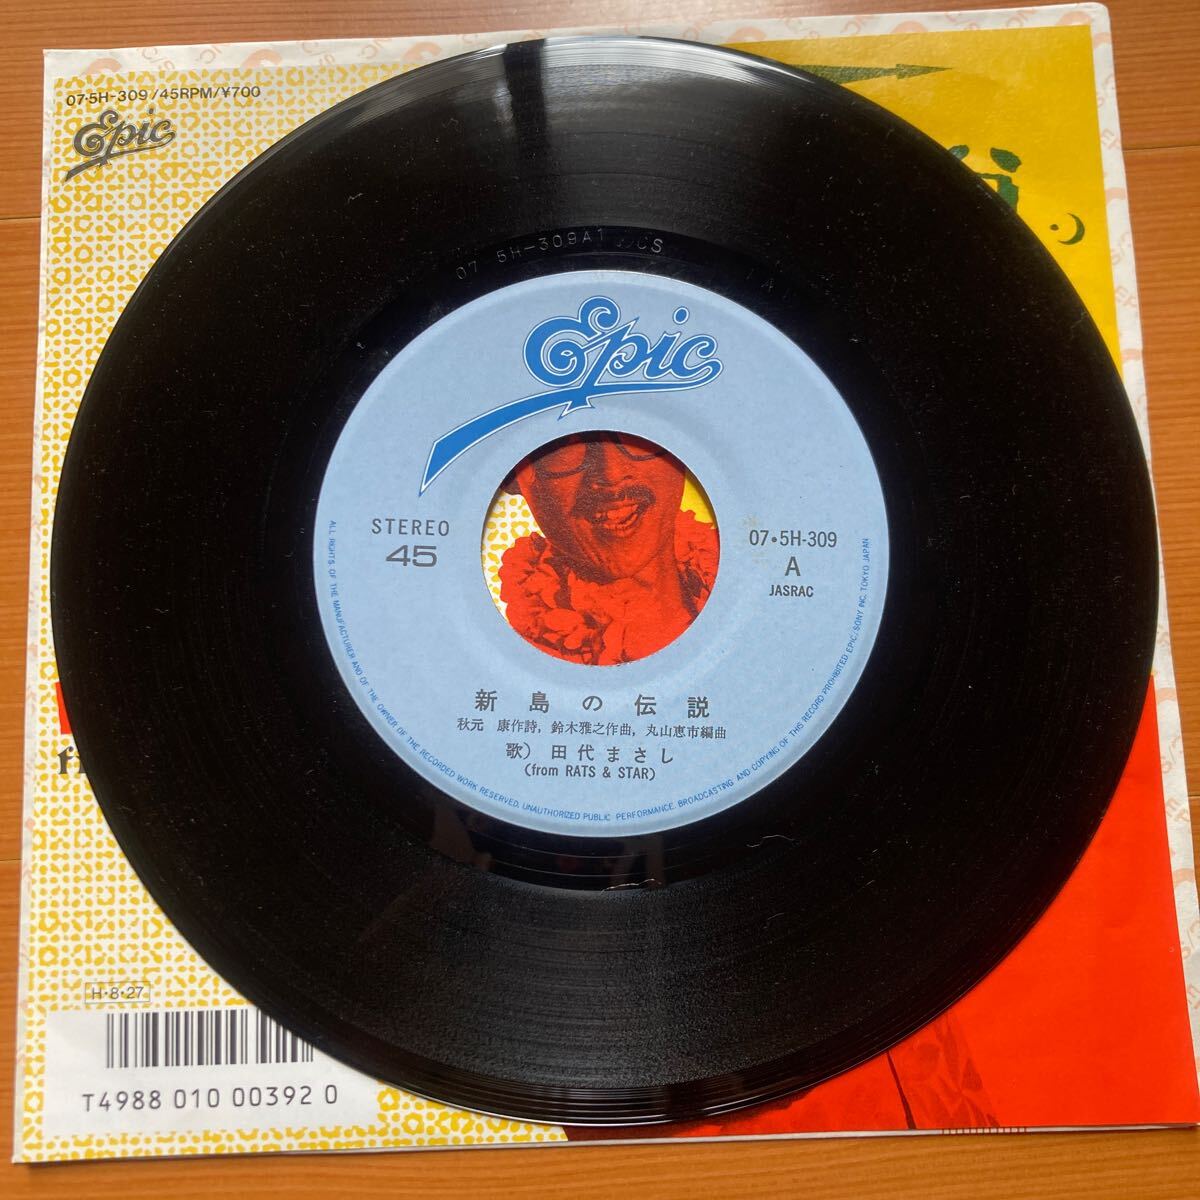 07・5H-309/45RPM/¥700
Epic
07 5H-309A1 CS
Epic
STEREO
45
07・5H-309
A
JASRAC
新島の伝説
秋元 康作詩, 鈴木雅之作曲, 丸山恵市編曲
歌) 田代まさし
(from RATS & STAR)
ALL RIGHTS OF THE MANUFACTURER AND OF THE OWNER OF THE RECORDED WORK RESERVED. UNAUTHORIZED PUBLIC PERFORMANCE, BROADCASTING AND COPYING OF THIS RECORD PROHIBITED EPIC/SONY INC. TOKYO JAPAN
H・8・27
T4988 010 00392 0